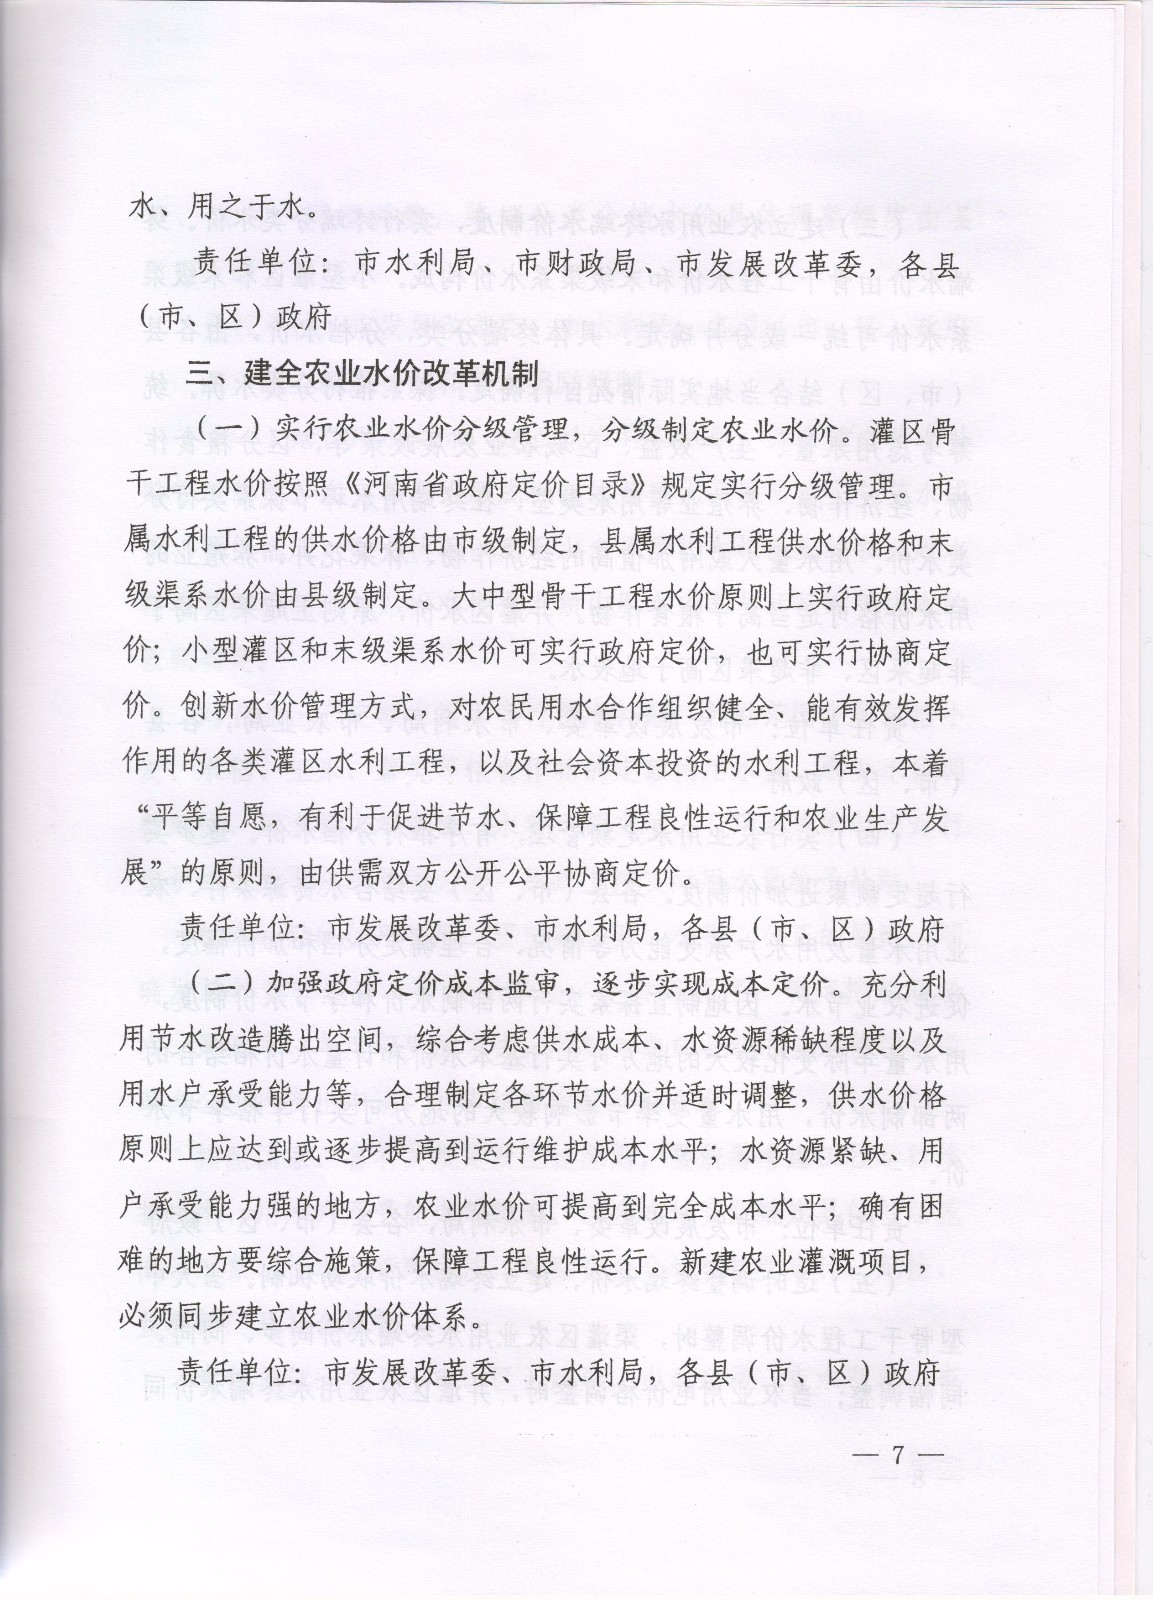 水、用之于水。
责任单位：市水利局、市财政局、市发展改革委，各县
（市、区）政府
三、建全农业水价改革机制
（一）实行农业水价分级管理，分级制定农业水价。灌区骨
干工程水价按照《河南省政府定价目录》规定实行分级管理。市
属水利工程的供水价格由市级制定，县属水利工程供水价格和末
级渠系水价由县级制定。大中型骨干工程水价原则上实行政府定
价；小型灌区和末级渠系水价可实行政府定价，也可实行协商定
价。创新水价管理方式，对农民用水合作组织健全、能有效发挥
作用的各类灌区水利工程，以及社会资本投资的水利工程，本着
“平等自愿，有利于促进节水、保障工程良性运行和农业生产发
展”的原则，由供需双方公开公平协商定价。
责任单位：市发展改革委、市水利局，各县（市、区）政府
（二）加强政府定价成本监审，逐步实现成本定价。充分利
用节水改造腾出空间，综合考虑供水成本、水资源稀缺程度以及
用水户承受能力等，合理制定各环节水价并适时调整，供水价格
原则上应达到或逐步提高到运行维护成本水平；水资源紧缺、用
户承受能力强的地方，农业水价可提高到完全成本水平；确有困
难的地方要综合施策，保障工程良性运行。新建农业灌溉项目，
必须同步建立农业水价体系。
责任单位：市发展改革委、市水利局，各县（市、区）政府
— 7 —